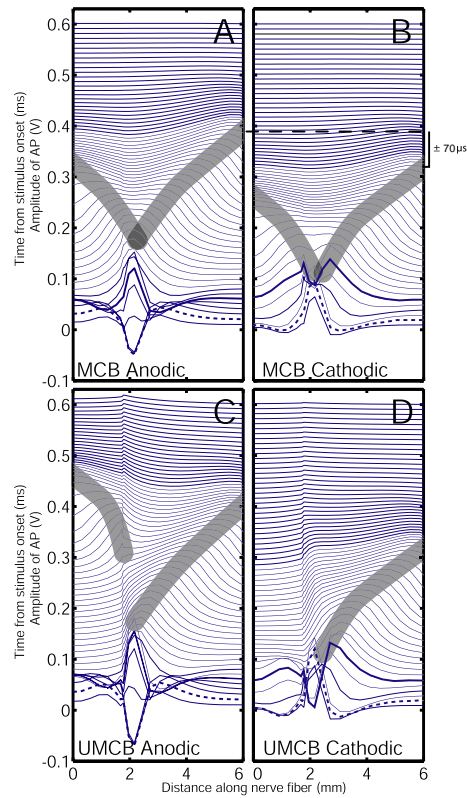 A
B
0.6
0.5
0.4
0.3
0.2
0.1
0
-0.1
Time from stimulus onset (ms)
Amplitude of AP (V)
± 70µs
MCB Anodic
MCB Cathodic
C
D
0.6
0.5
0.4
0.3
0.2
0.1
0
-0.1
Time from stimulus onset (ms)
Amplitude of AP (V)
UMCB Anodic
UMCB Cathodic
0 2 4 6 0 2 4 6
Distance along nerve fiber (mm)